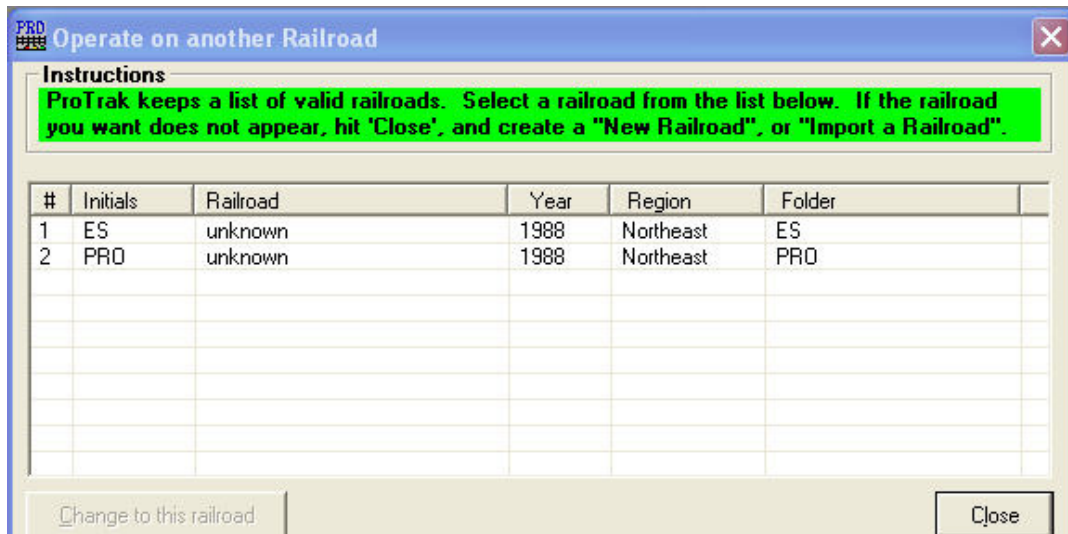 PRO Operate on another Railroad
Instructions
ProTrak keeps a list of valid railroads. Select a railroad from the list below. If the railroad
you want does not appear, hit 'Close', and create a "New Railroad", or "Import a Railroad".
# Initials Railroad Year Region Folder
1 ES unknown 1988 Northeast ES
2 PRO unknown 1988 Northeast PRO
Change to this railroad Close